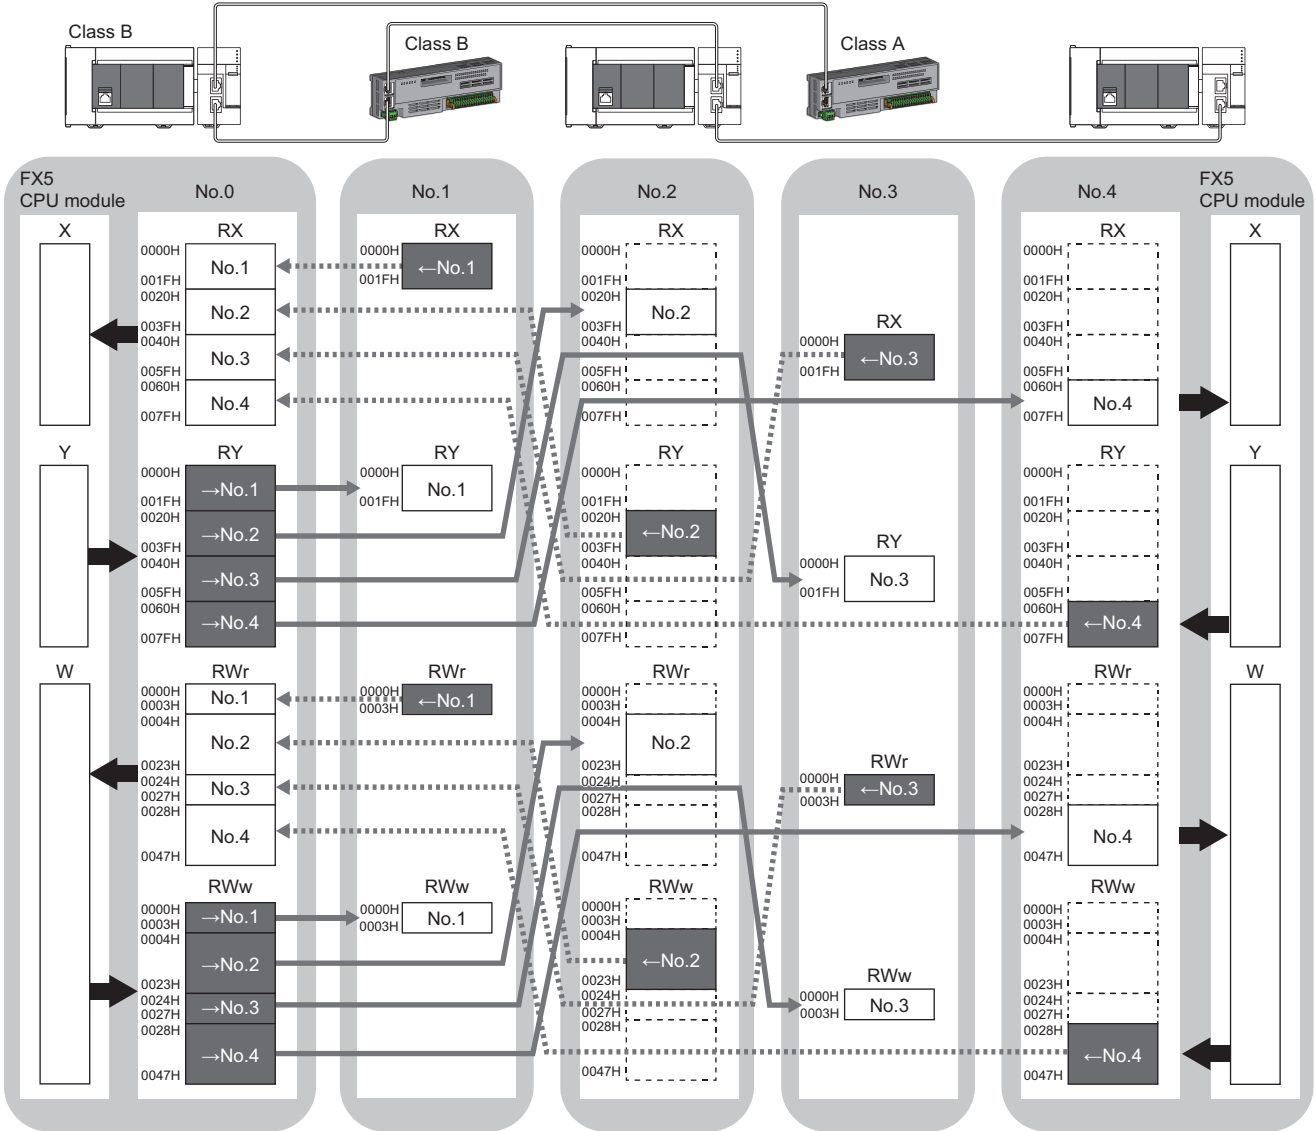 Class B
Class B
Class A
FX5
CPU module
No.0
No.1
No.2
No.3
No.4
FX5
CPU module
X
RX
0000H
No.1
001FH
0020H
No.2
003FH
0040H
No.3
005FH
0060H
No.4
007FH
Y
RY
0000H
→No.1
001FH
0020H
→No.2
003FH
0040H
→No.3
005FH
0060H
→No.4
007FH
W
RWr
0000H
No.1
0003H
0004H
No.2
0023H
0024H
No.3
0027H
0028H
No.4
0047H
RWw
0000H
→No.1
0003H
0004H
→No.2
0023H
0024H
→No.3
0027H
0028H
→No.4
0047H
RX
0000H
←No.1
001FH
RY
0000H
No.1
001FH
RWr
0000H
←No.1
0003H
RWw
0000H
No.1
0003H
RX
0000H
001FH
0020H
No.2
003FH
0040H
005FH
0060H
007FH
RY
0000H
001FH
0020H
←No.2
003FH
0040H
005FH
0060H
007FH
RWr
0000H
0003H
0004H
No.2
0023H
0024H
0027H
0028H
0047H
RWw
0000H
0003H
0004H
←No.2
0023H
0024H
0027H
0028H
0047H
RX
0000H
←No.3
001FH
RY
0000H
No.3
001FH
RWr
0000H
←No.3
0003H
RWw
0000H
No.3
0003H
RX
0000H
001FH
0020H
003FH
0040H
005FH
0060H
No.4
007FH
RY
0000H
001FH
0020H
003FH
0040H
005FH
0060H
←No.4
007FH
RWr
0000H
0003H
0004H
0023H
0024H
0027H
0028H
No.4
0047H
RWw
0000H
0003H
0004H
0023H
0024H
0027H
0028H
←No.4
0047H
X
Y
W